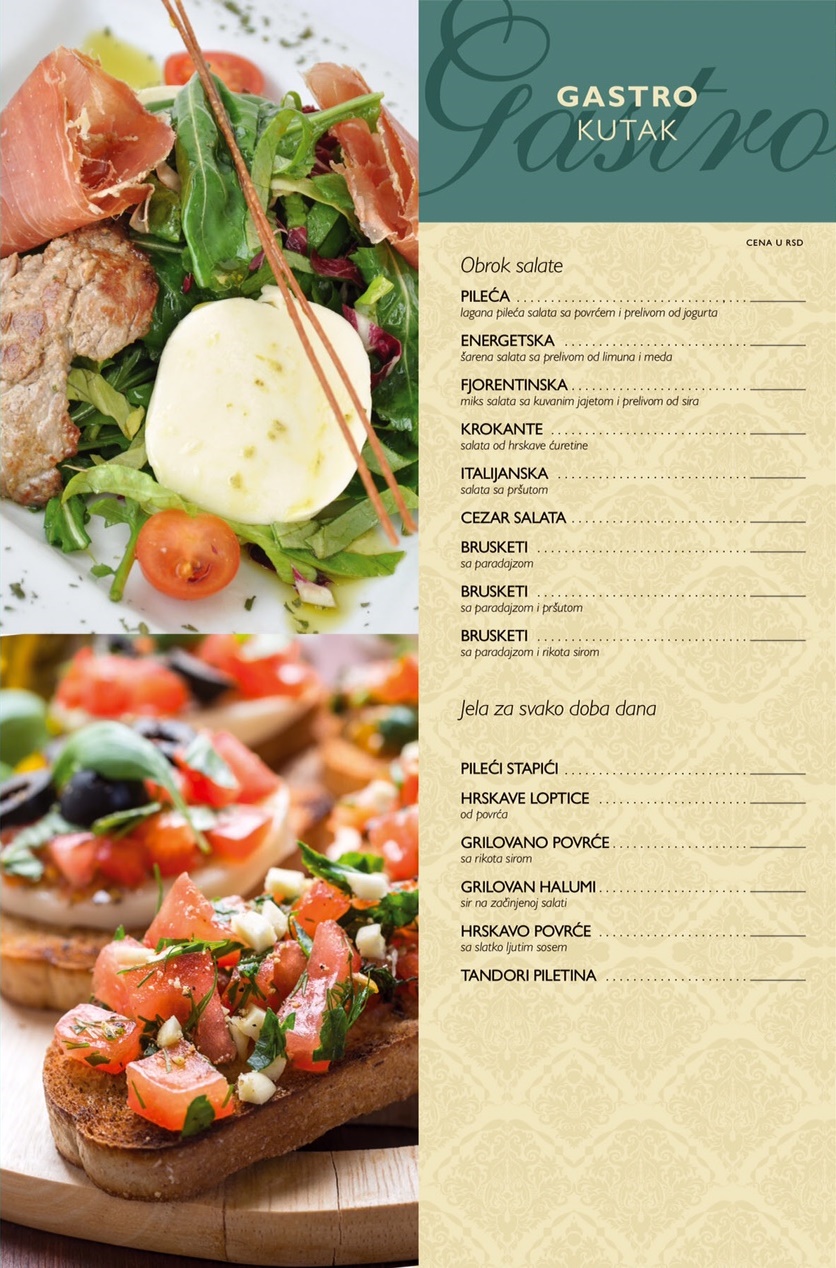 Gastro
GASTRO
KUTAK
CENA U RSD
Obrok salate
PILEĆA ..................................
lagana pileća salata sa povrćem i prelivom od jogurta
ENERGETSKA ...........................
šarena salata sa prelivom od limuna i meda
FJORENTINSKA ..........................
miks salata sa kuvanim jajetom i prelivom od sira
KROKANTE .............................
salata od hrskave ćuretine
ITALIJANSKA ............................
salata sa pršutom
CEZAR SALATA ..........................
BRUSKETI ...............................
sa paradajzom
BRUSKETI ...............................
sa paradajzom i pršutom
BRUSKETI ...............................
sa paradajzom i rikota sirom
Jela za svako doba dana
PILEĆI STAPIĆI ...........................
HRSKAVE LOPTICE ......................
od povrća
GRILOVANO POVRĆE ....................
sa rikota sirom
GRILOVAN HALUMI ......................
sir na začinjenoj salati
HRSKAVO POVRĆE ......................
sa slatko ljutim sosem
TANDORI PILETINA .....................